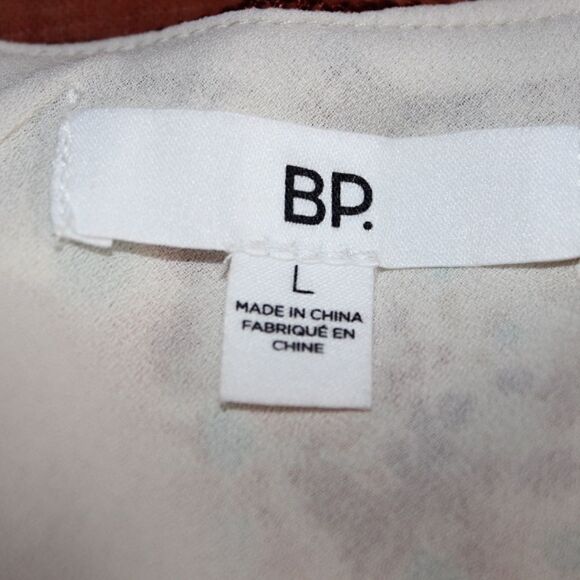 BP.
L
MADE IN CHINA
FABRIQUÉ EN
CHINE